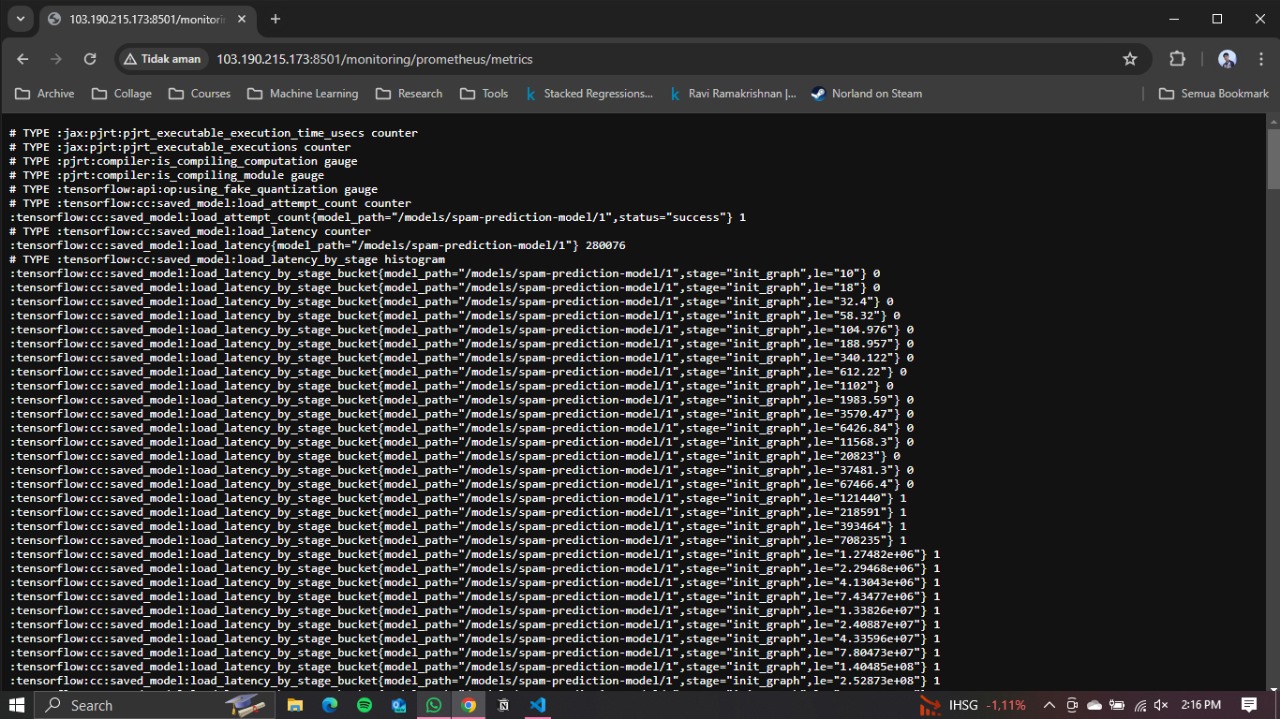 103.190.215.173:8501/monitorin
Tidak aman
103.190.215.173:8501/monitoring/prometheus/metrics
Archive
Collage
Courses
Machine Learning
Research
Tools
Stacked Regressions...
Ravi Ramakrishnan |...
Norland on Steam
Semua Bookmark
# TYPE :jax:pjrt:pjrt_executable_execution_time_usecs counter
# TYPE :jax:pjrt:pjrt_executable_executions counter
# TYPE :pjrt:compiler:is_compiling_computation gauge
# TYPE :pjrt:compiler:is_compiling_module gauge
# TYPE :tensorflow:api:op:using_fake_quantization gauge
# TYPE :tensorflow:cc:saved_model:load_attempt_count counter
:tensorflow:cc:saved_model:load_attempt_count{model_path="/models/spam-prediction-model/1",status="success"} 1
# TYPE :tensorflow:cc:saved_model:load_latency counter
:tensorflow:cc:saved_model:load_latency{model_path="/models/spam-prediction-model/1"} 280076
# TYPE :tensorflow:cc:saved_model:load_latency_by_stage histogram
:tensorflow:cc:saved_model:load_latency_by_stage_bucket{model_path="/models/spam-prediction-model/1",stage="init_graph",le="10"} 0
:tensorflow:cc:saved_model:load_latency_by_stage_bucket{model_path="/models/spam-prediction-model/1",stage="init_graph",le="18"} 0
:tensorflow:cc:saved_model:load_latency_by_stage_bucket{model_path="/models/spam-prediction-model/1",stage="init_graph",le="32.4"} 0
:tensorflow:cc:saved_model:load_latency_by_stage_bucket{model_path="/models/spam-prediction-model/1",stage="init_graph",le="58.32"} 0
:tensorflow:cc:saved_model:load_latency_by_stage_bucket{model_path="/models/spam-prediction-model/1",stage="init_graph",le="104.976"} 0
:tensorflow:cc:saved_model:load_latency_by_stage_bucket{model_path="/models/spam-prediction-model/1",stage="init_graph",le="188.957"} 0
:tensorflow:cc:saved_model:load_latency_by_stage_bucket{model_path="/models/spam-prediction-model/1",stage="init_graph",le="340.122"} 0
:tensorflow:cc:saved_model:load_latency_by_stage_bucket{model_path="/models/spam-prediction-model/1",stage="init_graph",le="612.22"} 0
:tensorflow:cc:saved_model:load_latency_by_stage_bucket{model_path="/models/spam-prediction-model/1",stage="init_graph",le="1102"} 0
:tensorflow:cc:saved_model:load_latency_by_stage_bucket{model_path="/models/spam-prediction-model/1",stage="init_graph",le="1983.59"} 0
:tensorflow:cc:saved_model:load_latency_by_stage_bucket{model_path="/models/spam-prediction-model/1",stage="init_graph",le="3570.47"} 0
:tensorflow:cc:saved_model:load_latency_by_stage_bucket{model_path="/models/spam-prediction-model/1",stage="init_graph",le="6426.84"} 0
:tensorflow:cc:saved_model:load_latency_by_stage_bucket{model_path="/models/spam-prediction-model/1",stage="init_graph",le="11568.3"} 0
:tensorflow:cc:saved_model:load_latency_by_stage_bucket{model_path="/models/spam-prediction-model/1",stage="init_graph",le="20823"} 0
:tensorflow:cc:saved_model:load_latency_by_stage_bucket{model_path="/models/spam-prediction-model/1",stage="init_graph",le="37481.3"} 0
:tensorflow:cc:saved_model:load_latency_by_stage_bucket{model_path="/models/spam-prediction-model/1",stage="init_graph",le="67466.4"} 0
:tensorflow:cc:saved_model:load_latency_by_stage_bucket{model_path="/models/spam-prediction-model/1",stage="init_graph",le="121440"} 1
:tensorflow:cc:saved_model:load_latency_by_stage_bucket{model_path="/models/spam-prediction-model/1",stage="init_graph",le="218591"} 1
:tensorflow:cc:saved_model:load_latency_by_stage_bucket{model_path="/models/spam-prediction-model/1",stage="init_graph",le="393464"} 1
:tensorflow:cc:saved_model:load_latency_by_stage_bucket{model_path="/models/spam-prediction-model/1",stage="init_graph",le="708235"} 1
:tensorflow:cc:saved_model:load_latency_by_stage_bucket{model_path="/models/spam-prediction-model/1",stage="init_graph",le="1.27482e+06"} 1
:tensorflow:cc:saved_model:load_latency_by_stage_bucket{model_path="/models/spam-prediction-model/1",stage="init_graph",le="2.29468e+06"} 1
:tensorflow:cc:saved_model:load_latency_by_stage_bucket{model_path="/models/spam-prediction-model/1",stage="init_graph",le="4.13043e+06"} 1
:tensorflow:cc:saved_model:load_latency_by_stage_bucket{model_path="/models/spam-prediction-model/1",stage="init_graph",le="7.43477e+06"} 1
:tensorflow:cc:saved_model:load_latency_by_stage_bucket{model_path="/models/spam-prediction-model/1",stage="init_graph",le="1.33826e+07"} 1
:tensorflow:cc:saved_model:load_latency_by_stage_bucket{model_path="/models/spam-prediction-model/1",stage="init_graph",le="2.40887e+07"} 1
:tensorflow:cc:saved_model:load_latency_by_stage_bucket{model_path="/models/spam-prediction-model/1",stage="init_graph",le="4.33596e+07"} 1
:tensorflow:cc:saved_model:load_latency_by_stage_bucket{model_path="/models/spam-prediction-model/1",stage="init_graph",le="7.80473e+07"} 1
:tensorflow:cc:saved_model:load_latency_by_stage_bucket{model_path="/models/spam-prediction-model/1",stage="init_graph",le="1.40485e+08"} 1
:tensorflow:cc:saved_model:load_latency_by_stage_bucket{model_path="/models/spam-prediction-model/1",stage="init_graph",le="2.52873e+08"} 1
Search
IHSG -1,11%
2:16 PM